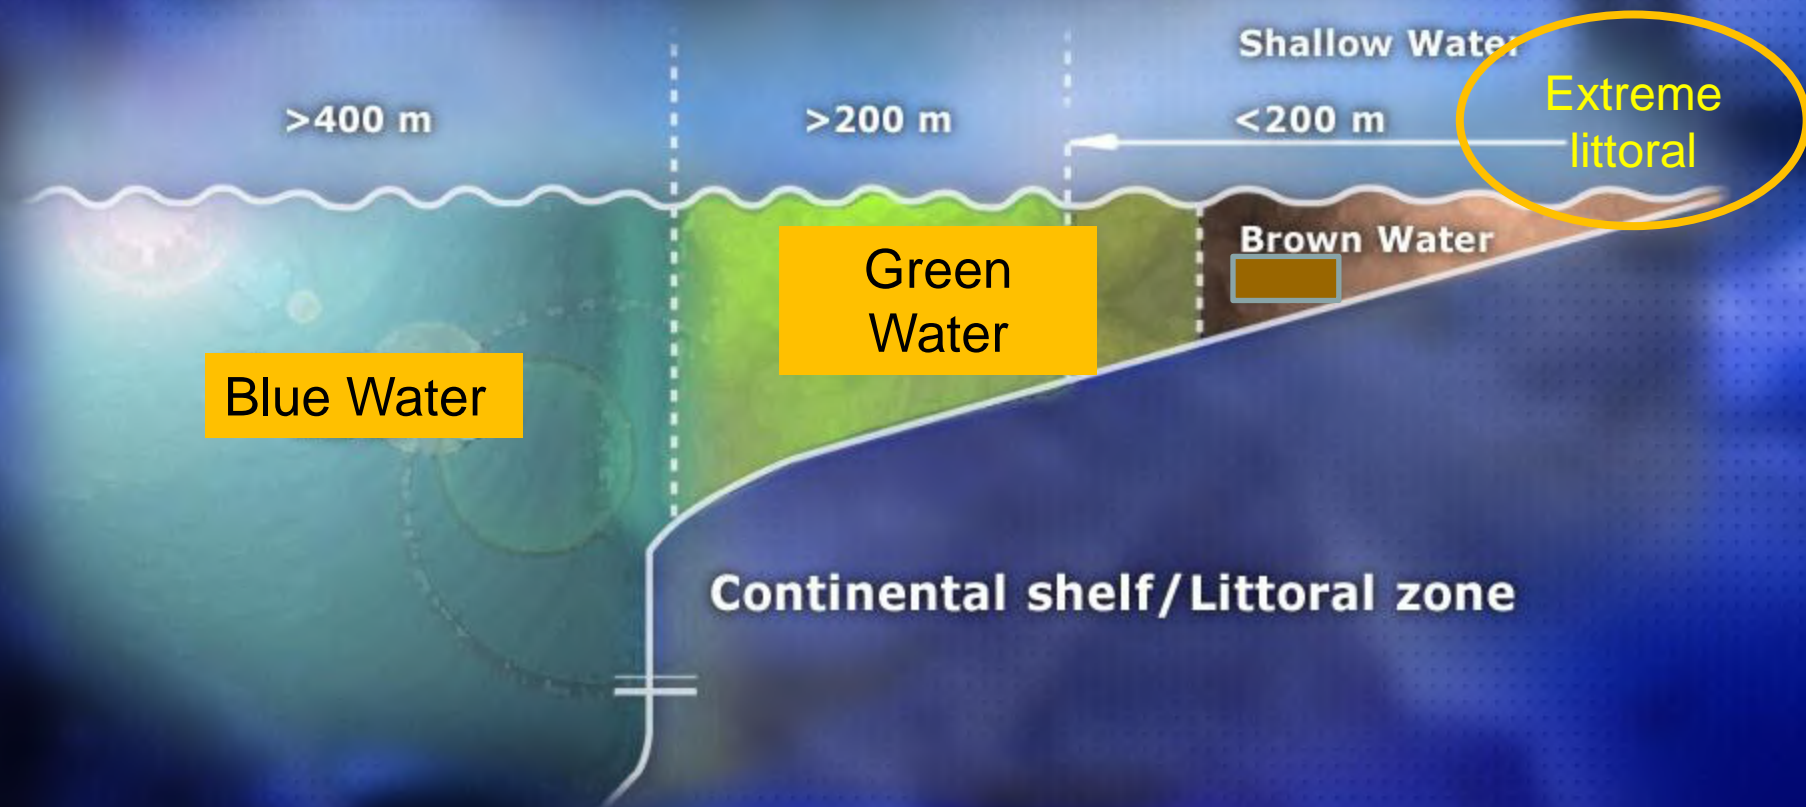 Shallow Water
>400 m
>200 m
<200 m
Extreme
littoral
Brown Water
Green
Water
Blue Water
Continental shelf/Littoral zone